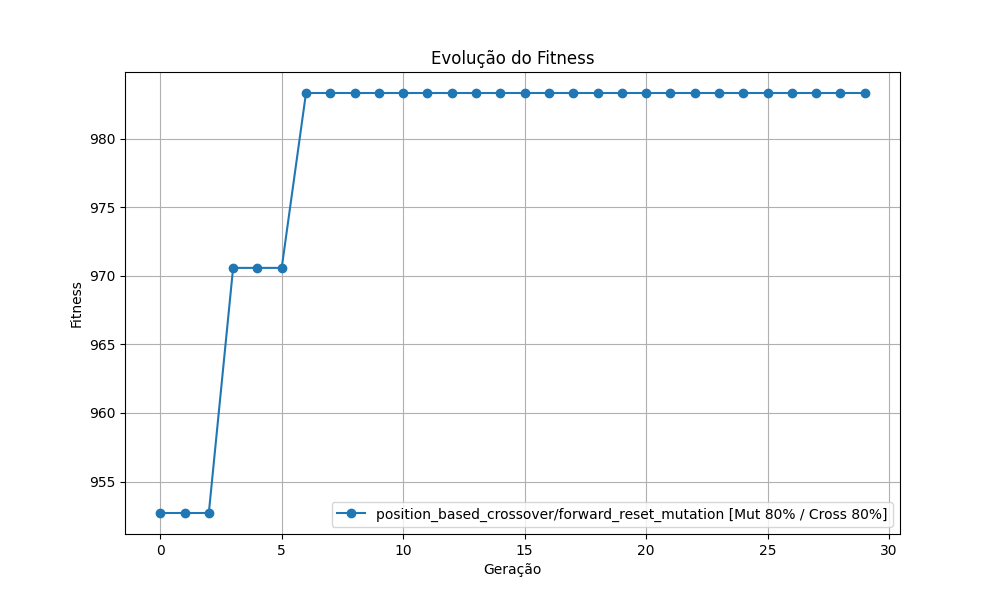 Evolução do Fitness
Fitness
980
975
970
965
960
955
position_based_crossover/forward_reset_mutation [Mut 80% / Cross 80%]
0 5 10 15 20 25 30
Geração